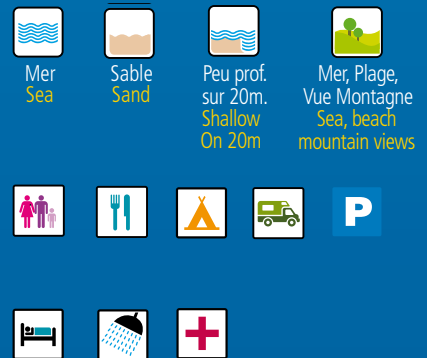 Mer
Sea
Sable
Sand
Peu prof.
sur 20m.
Shallow
On 20m
Mer, Plage,
Vue Montagne
Sea, beach
mountain views
P